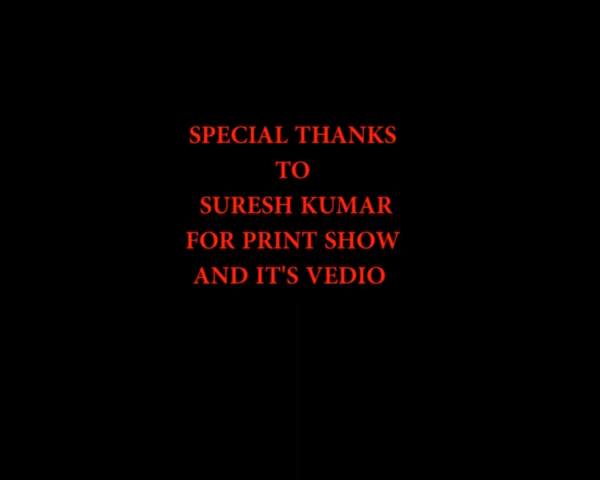 SPECIAL THANKS
TO
SURESH KUMAR
FOR PRINT SHOW
AND IT'S VEDIO